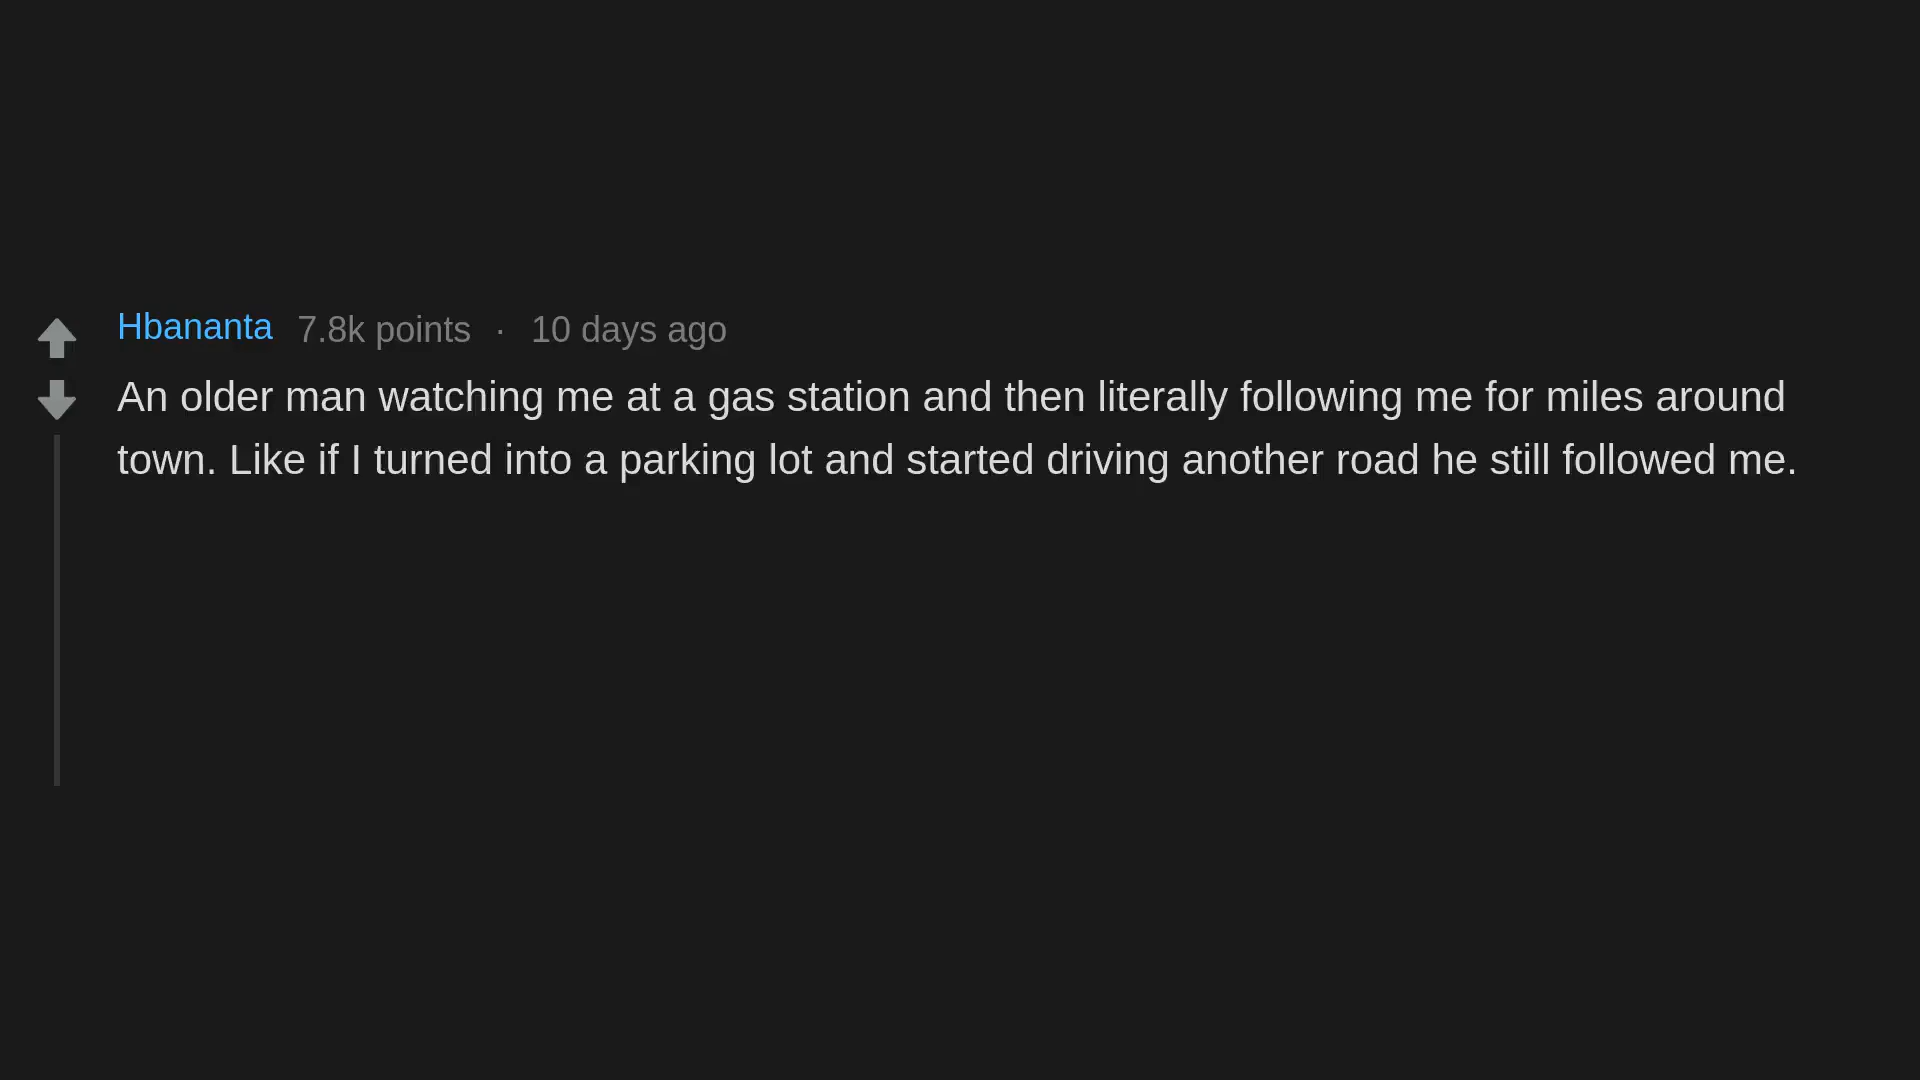 Hbananta 7.8k points · 10 days ago
An older man watching me at a gas station and then literally following me for miles around
town. Like if I turned into a parking lot and started driving another road he still followed me.